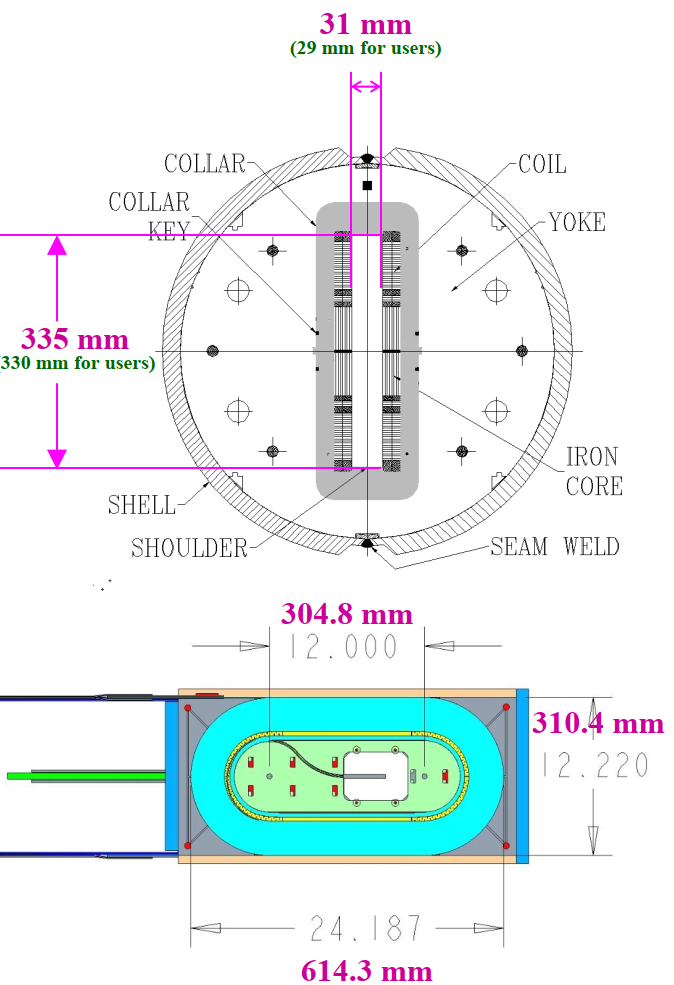 31 mm
(29 mm for users)
COLLAR
COIL
COLLAR
KEY
YOKE
335 mm
(330 mm for users)
IRON
CORE
SHELL
SHOULDER
SEAM WELD
304.8 mm
12.000
310.4 mm
12.220
24.187
614.3 mm